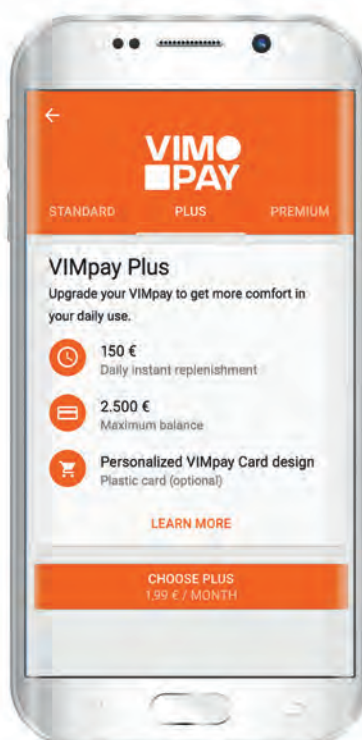 VIMO
PAY
STANDARD PLUS PREMIUM
VIMpay Plus
Upgrade your VIMpay to get more comfort in
your daily use.
150 €
Daily instant replenishment
2.500 €
Maximum balance
Personalized VIMpay Card design
Plastic card (optional)
LEARN MORE
CHOOSE PLUS
1,99 € / MONTH